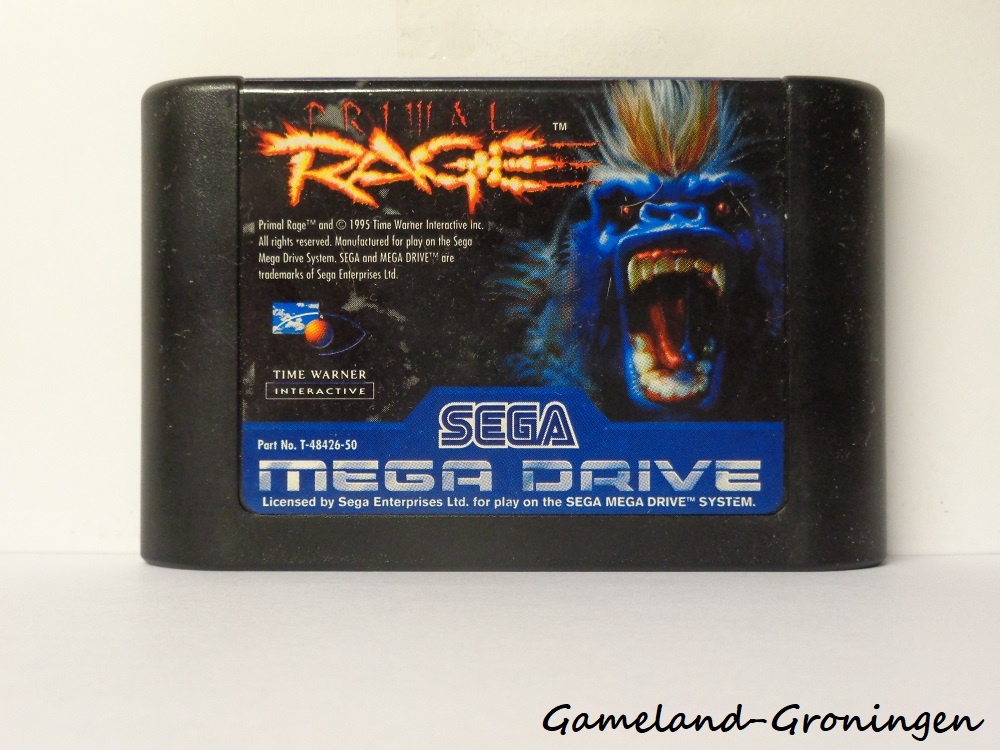 PRIMAL
RAGE™
Primal Rage™ and © 1995 Time Warner Interactive Inc.
All rights reserved. Manufactured for play on the Sega
Mega Drive System. SEGA and MEGA DRIVE™ are
trademarks of Sega Enterprises Ltd.
TIME WARNER
INTERACTIVE
SEGA
Part No. T-48426-50
MEGA DRIVE
Licensed by Sega Enterprises Ltd. for play on the SEGA MEGA DRIVE™ SYSTEM.
Gameland-Groningen